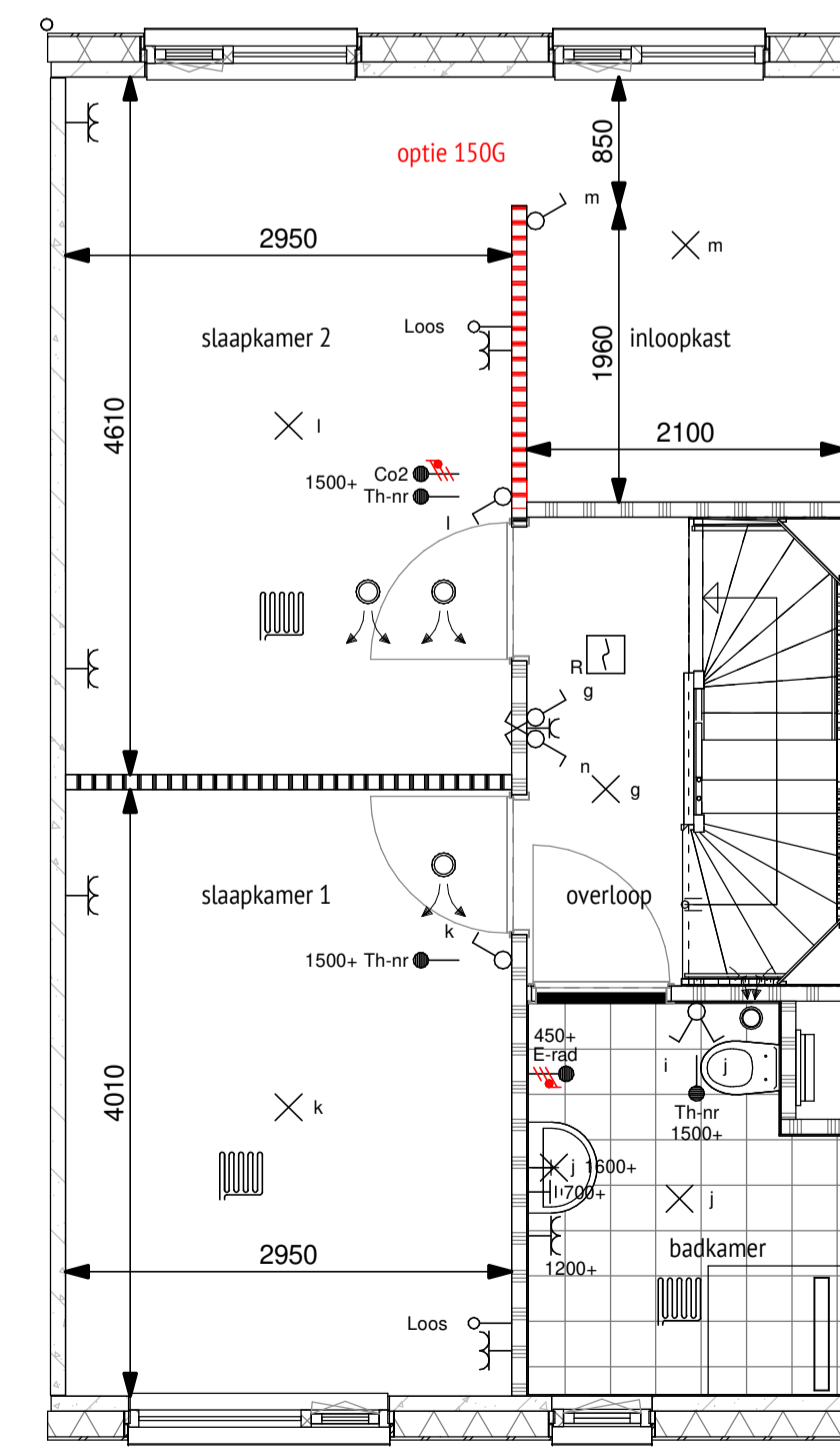 optie 150G
850
m
2950
m
Loos
slaapkamer 2
1960
inloopkast
4610
l
2100
Co2
1500+
Th-nr
l
R
g
n
g
slaapkamer 1
overloop
k
1500+ Th-nr
450+
E-rad
i
j
4010
k
Th-nr
1500+
j 1600+
700+
j
badkamer
2950
1200+
Loos